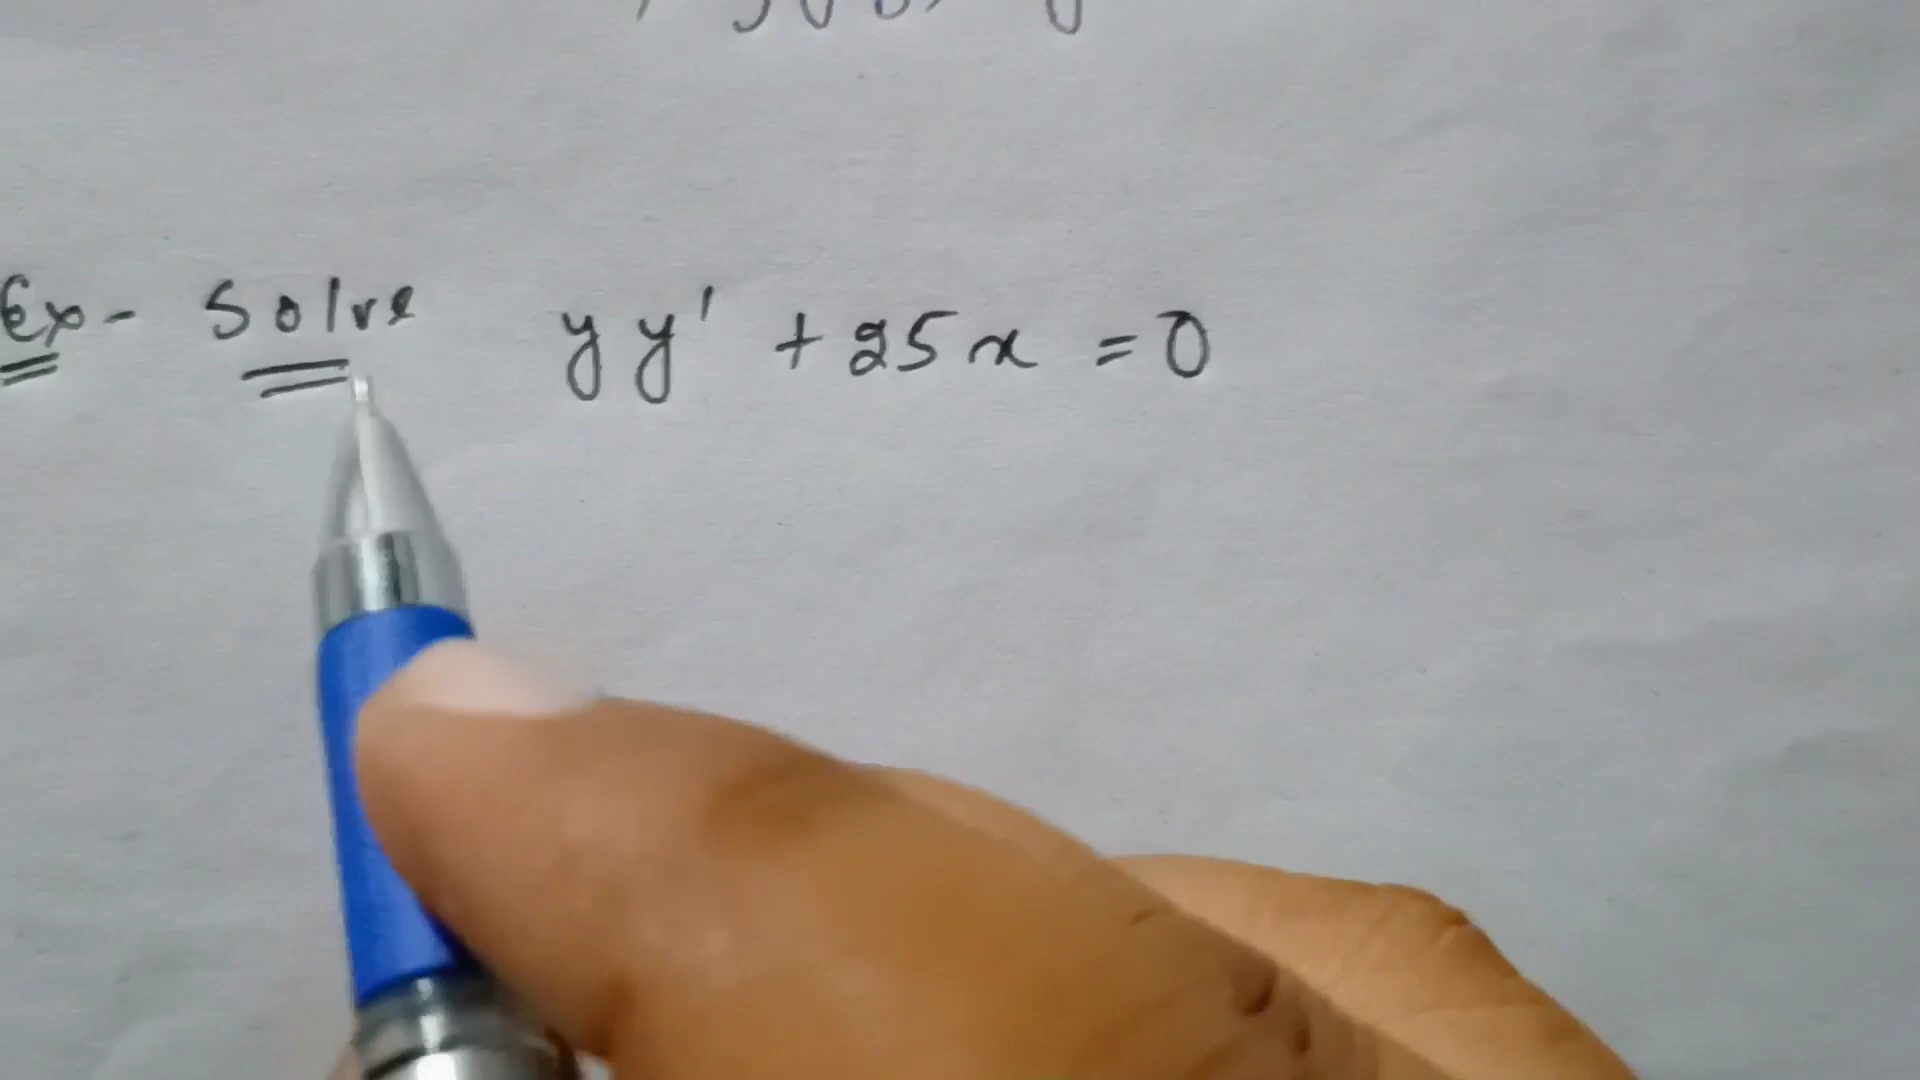 Ex- Solve yy' + 25x = 0